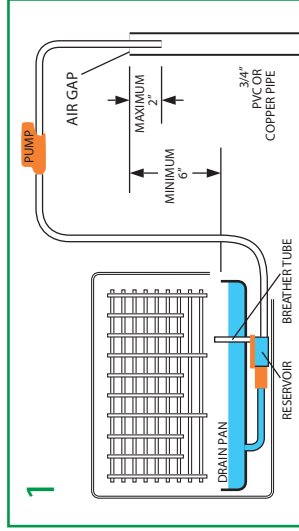 1
PUMP
AIR GAP
MAXIMUM
2"
MINIMUM
6"
3/4"
PVC OR
COPPER PIPE
DRAIN PAN
BREATHER TUBE
RESERVOIR